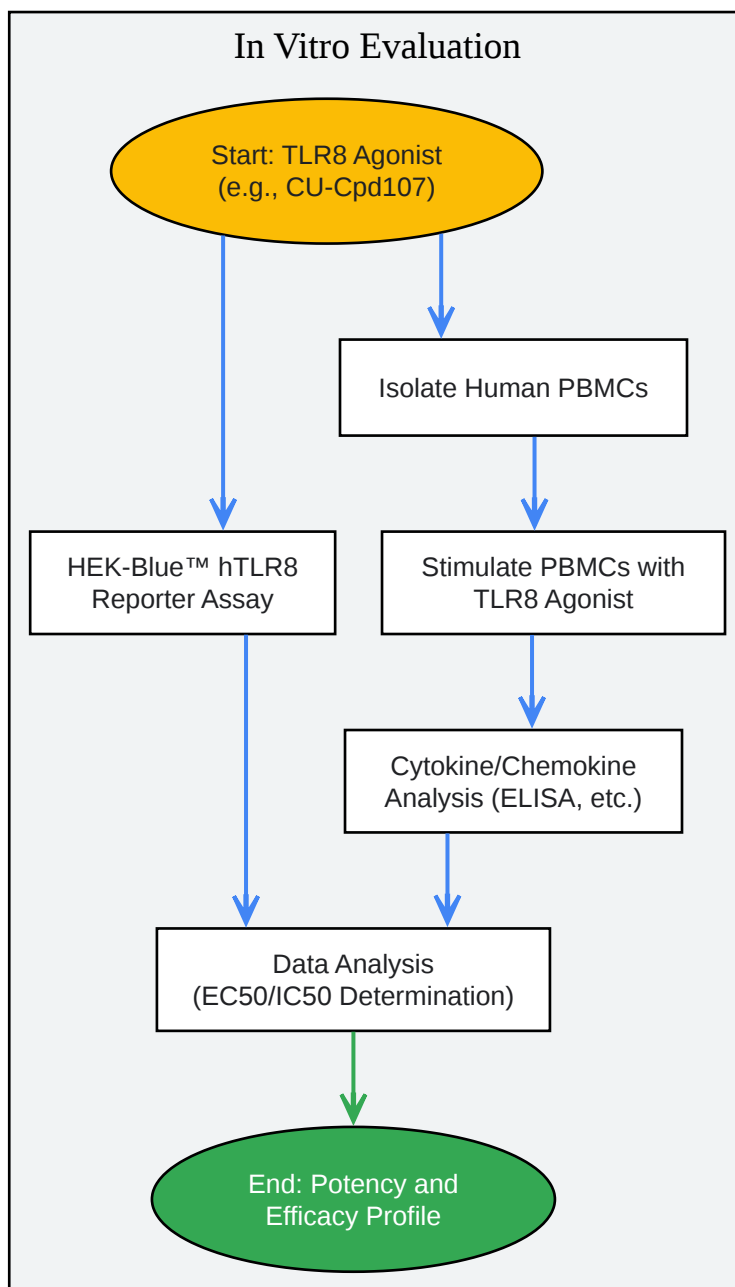 In Vitro Evaluation
Start: TLR8 Agonist
(e.g., CU-Cpd107)
Isolate Human PBMCs
HEK-Blue™ hTLR8
Reporter Assay
Stimulate PBMCs with
TLR8 Agonist
Cytokine/Chemokine
Analysis (ELISA, etc.)
Data Analysis
(EC50/IC50 Determination)
End: Potency and
Efficacy Profile